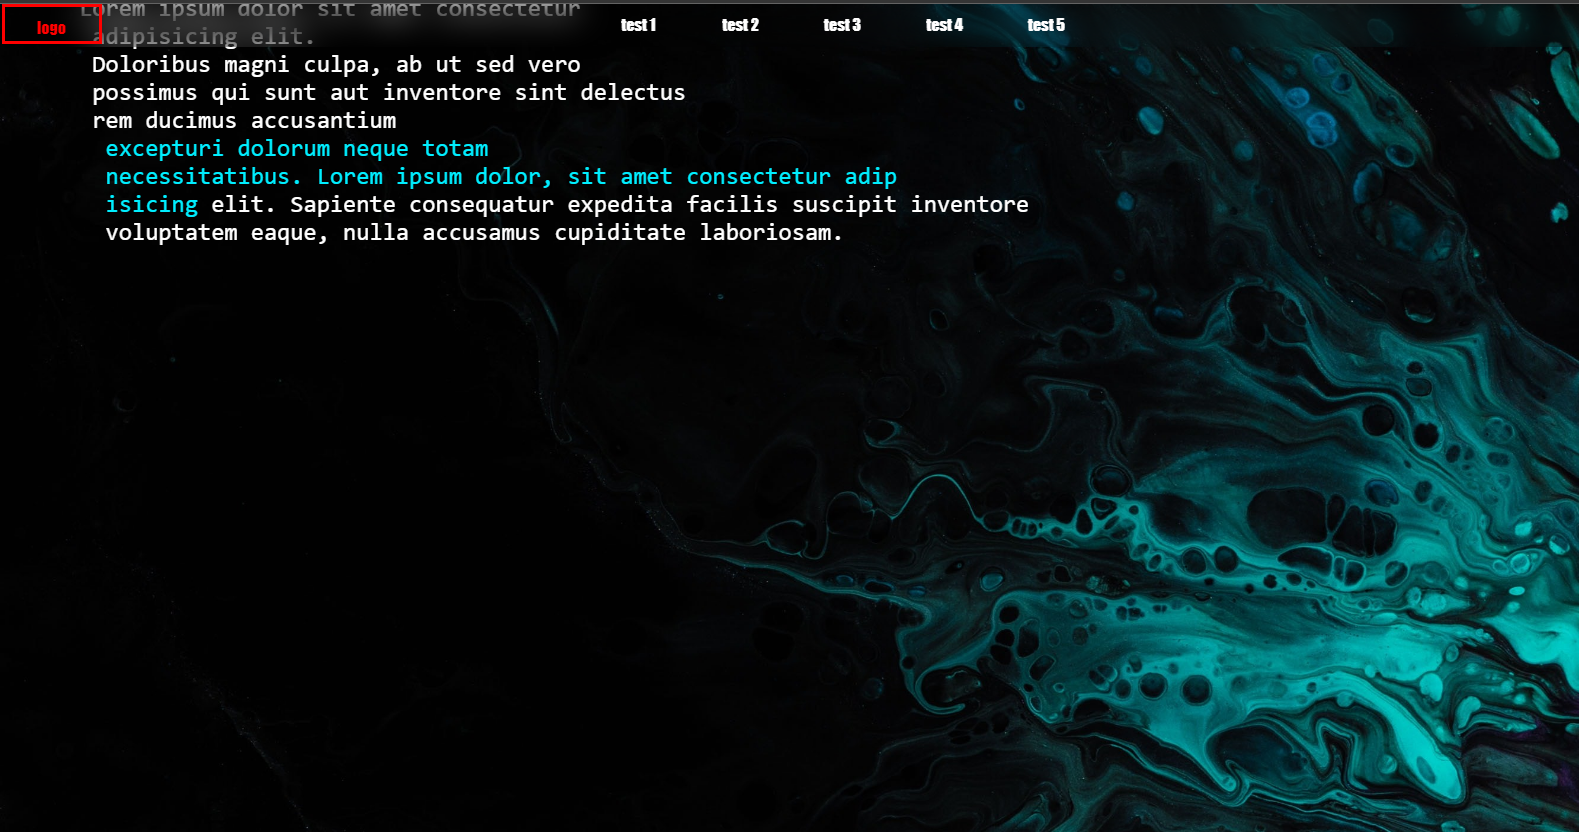 logo
test 1
test 2
test 3
test 4
test 5
Lorem ipsum dolor sit amet consectetur
adipisicing elit.
Doloribus magni culpa, ab ut sed vero
possimus qui sunt aut inventore sint delectus
rem ducimus accusantium
excepturi dolorum neque totam
necessitatibus. Lorem ipsum dolor, sit amet consectetur adip
isicing elit. Sapiente consequatur expedita facilis suscipit inventore
voluptatem eaque, nulla accusamus cupiditate laboriosam.